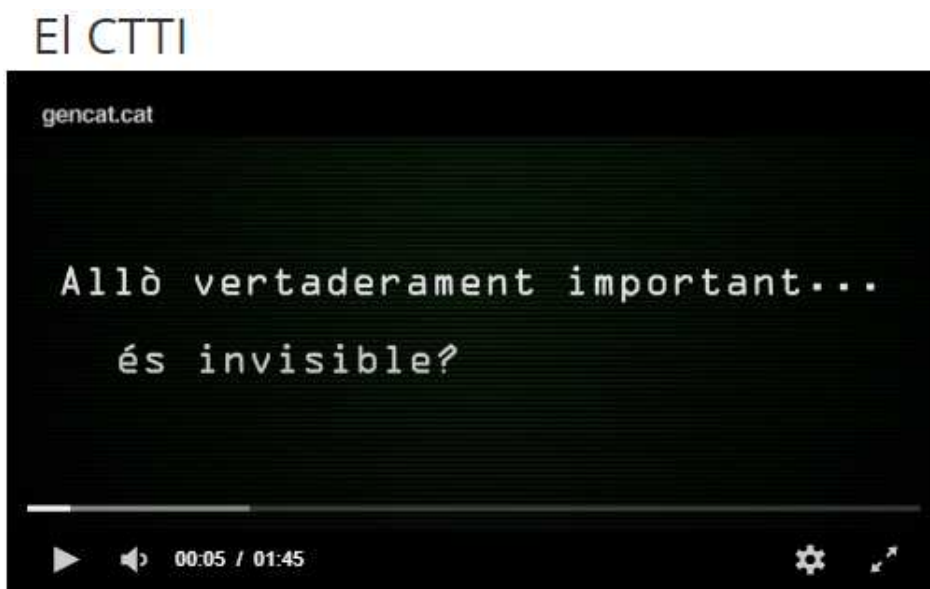 El CTTI
gencat.cat
Allò vertaderament important...
és invisible?
00:05 / 01:45